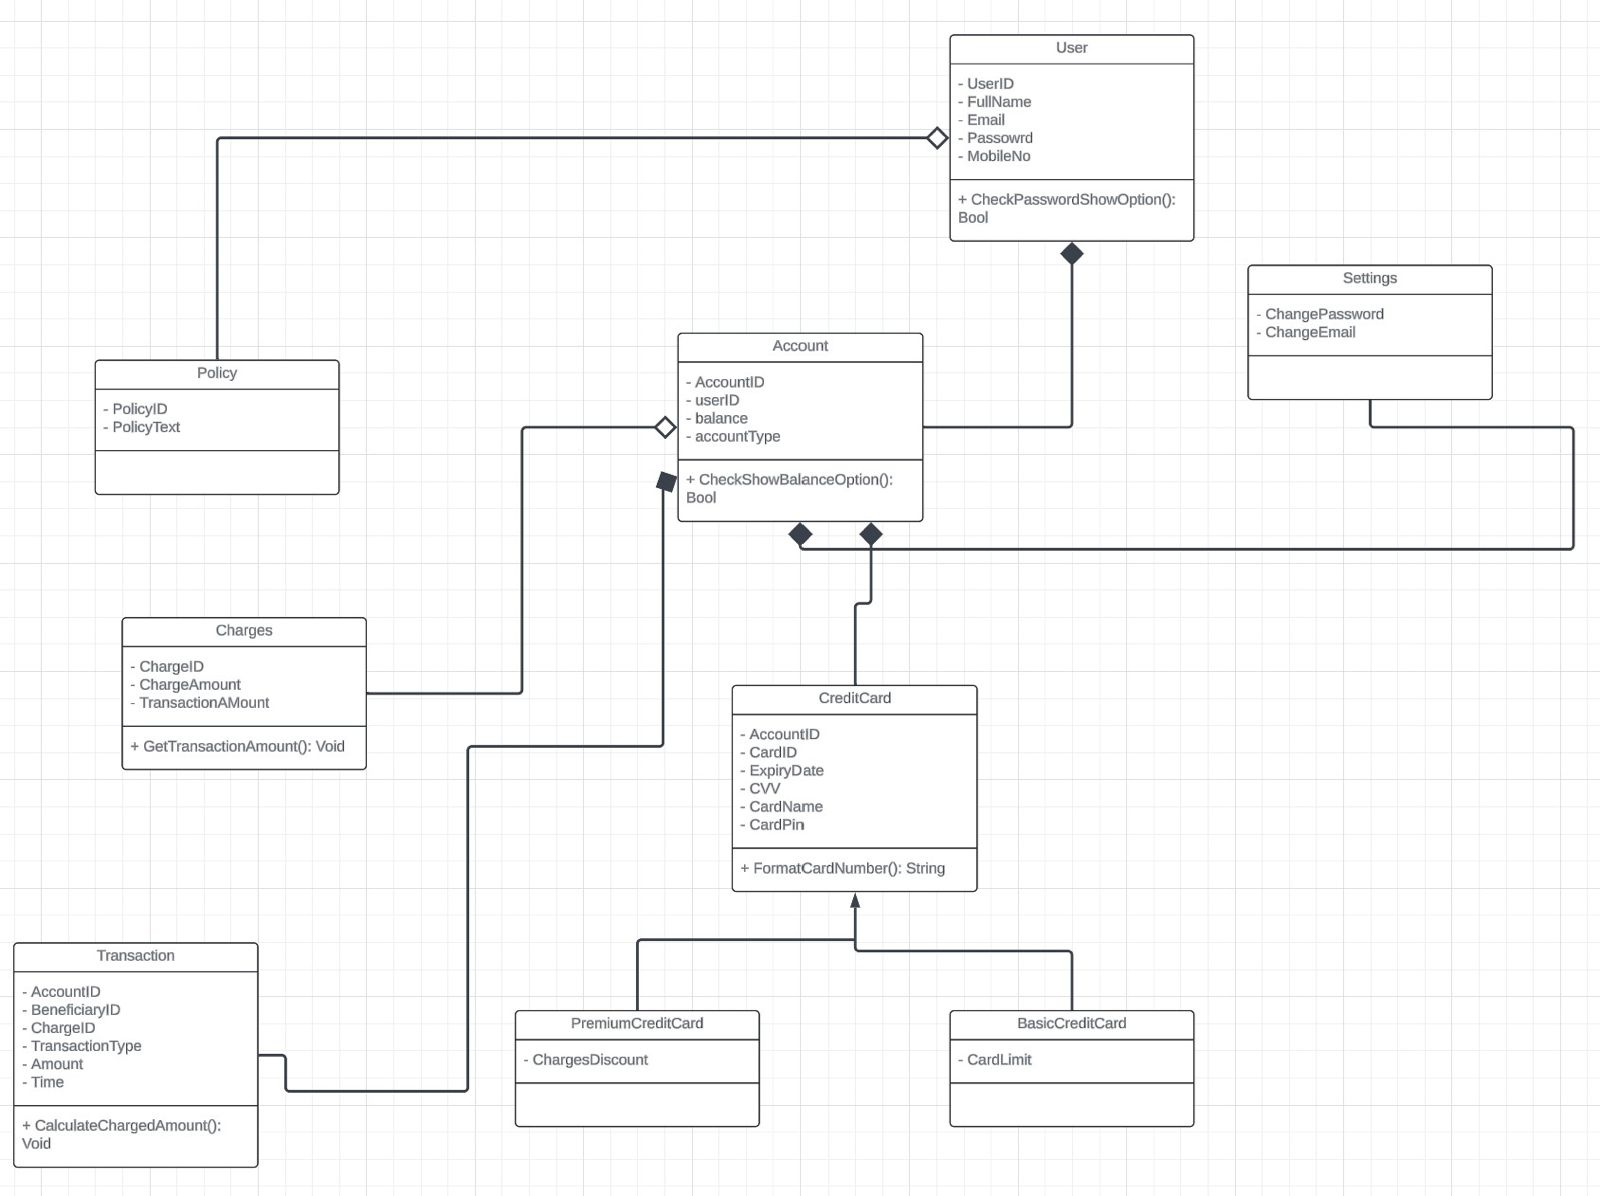 User
- UserID
- FullName
- Email
- Passowrd
- MobileNo
+ CheckPasswordShowOption():
Bool
Settings
- ChangePassword
- ChangeEmail
Account
- AccountID
- userID
- balance
- accountType
+ CheckShowBalanceOption():
Bool
Policy
- PolicyID
- PolicyText
Charges
- ChargeID
- ChargeAmount
- TransactionAMount
+ GetTransactionAmount(): Void
CreditCard
- AccountID
- CardID
- ExpiryDate
- CVV
- CardName
- CardPin
+ FormatCardNumber(): String
Transaction
- AccountID
- BeneficiaryID
- ChargeID
- TransactionType
- Amount
- Time
+ CalculateChargedAmount():
Void
PremiumCreditCard
- ChargesDiscount
BasicCreditCard
- CardLimit